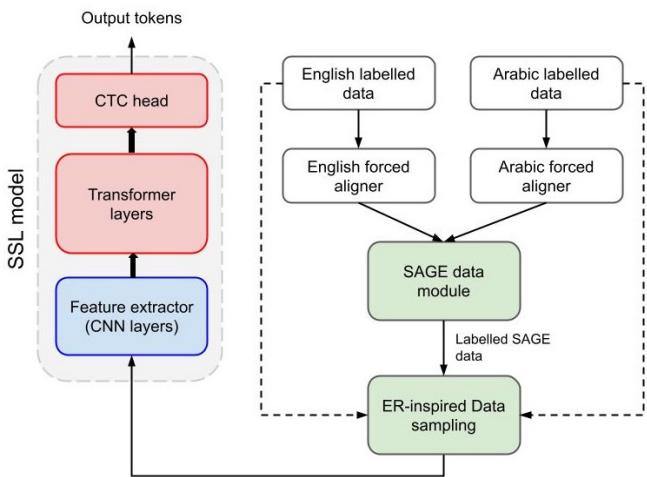 Output tokens
CTC head
Transformer
layers
Feature extractor
(CNN layers)
SSL model
English labelled
data
Arabic labelled
data
English forced
aligner
Arabic forced
aligner
SAGE data
module
Labelled SAGE
data
ER-inspired Data
sampling